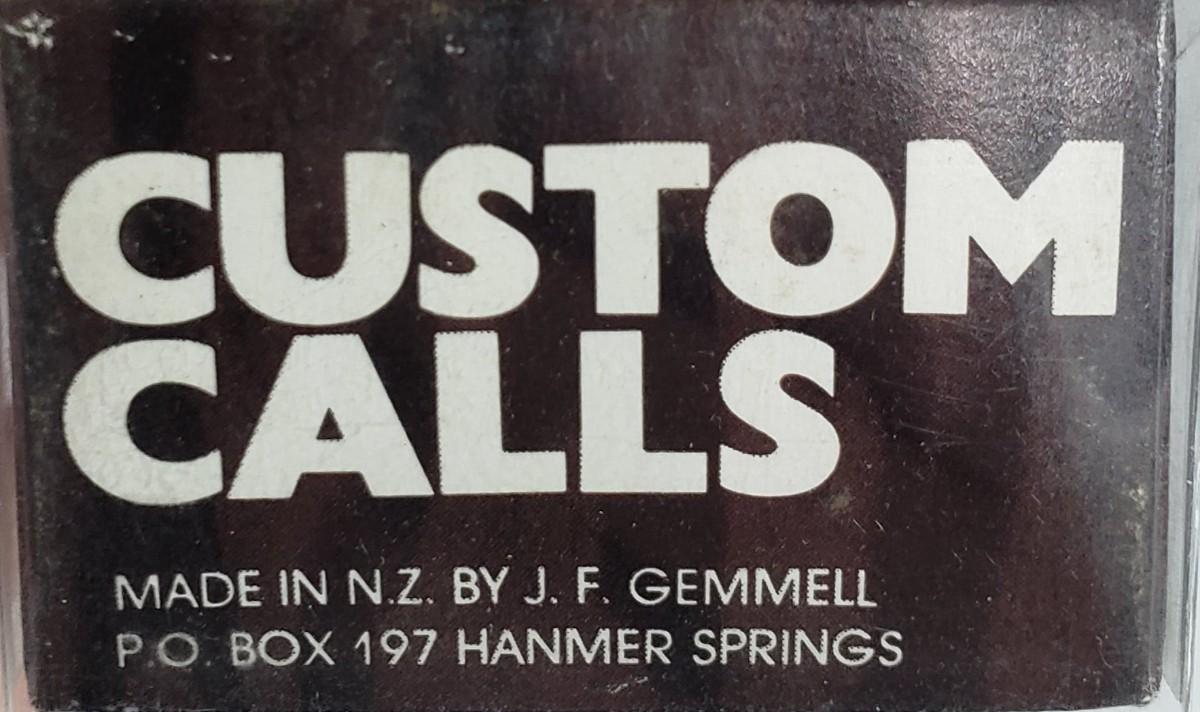 CUSTOM
CALLS
MADE IN N.Z. BY J. F. GEMMELL
P.O. BOX 197 HANMER SPRINGS